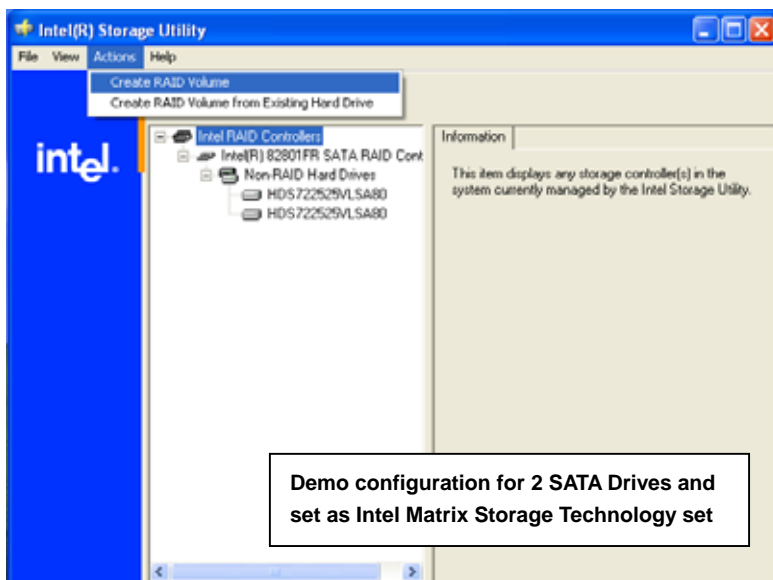 Intel(R) Storage Utility
File View Actions Help
Create RAID Volume
Create RAID Volume from Existing Hard Drive
intel.
Intel RAID Controllers
Intel(R) 82801FR SATA RAID Cont
Non-RAID Hard Drives
HDS722525VLSA80
HDS722525VLSA80
Information
This item displays any storage controller(s) in the
system currently managed by the Intel Storage Utility.
Demo configuration for 2 SATA Drives and
set as Intel Matrix Storage Technology set